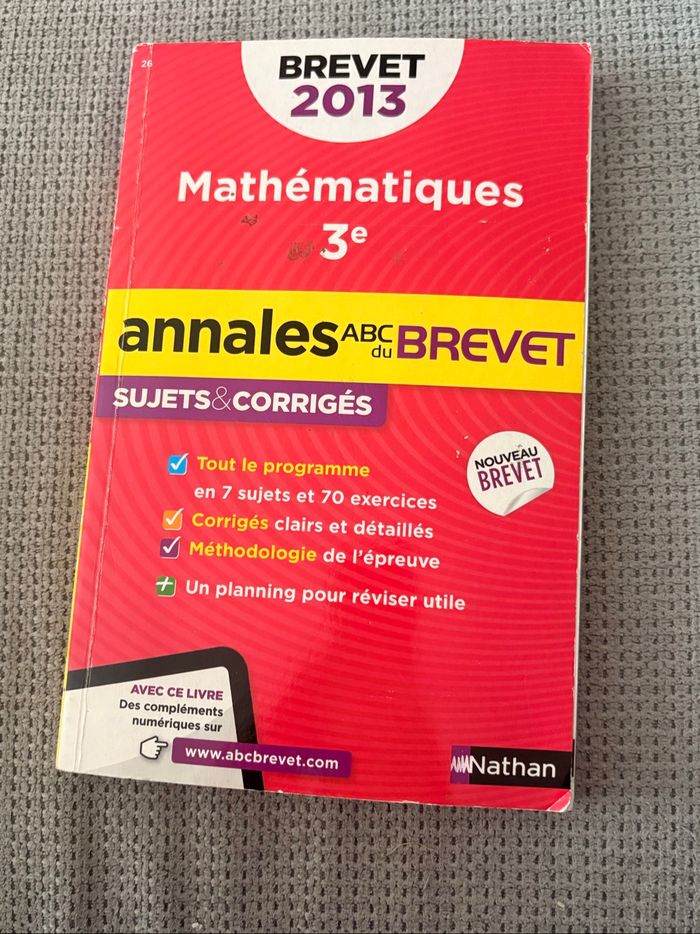 26
BREVET
2013
Mathématiques
3e
annales ABC du BREVET
SUJETS & CORRIGÉS
NOUVEAU
BREVET
Tout le programme
en 7 sujets et 70 exercices
Corrigés clairs et détaillés
Méthodologie de l'épreuve
Un planning pour réviser utile
AVEC CE LIVRE
Des compléments
numériques sur
www.abcbrevet.com
Nathan